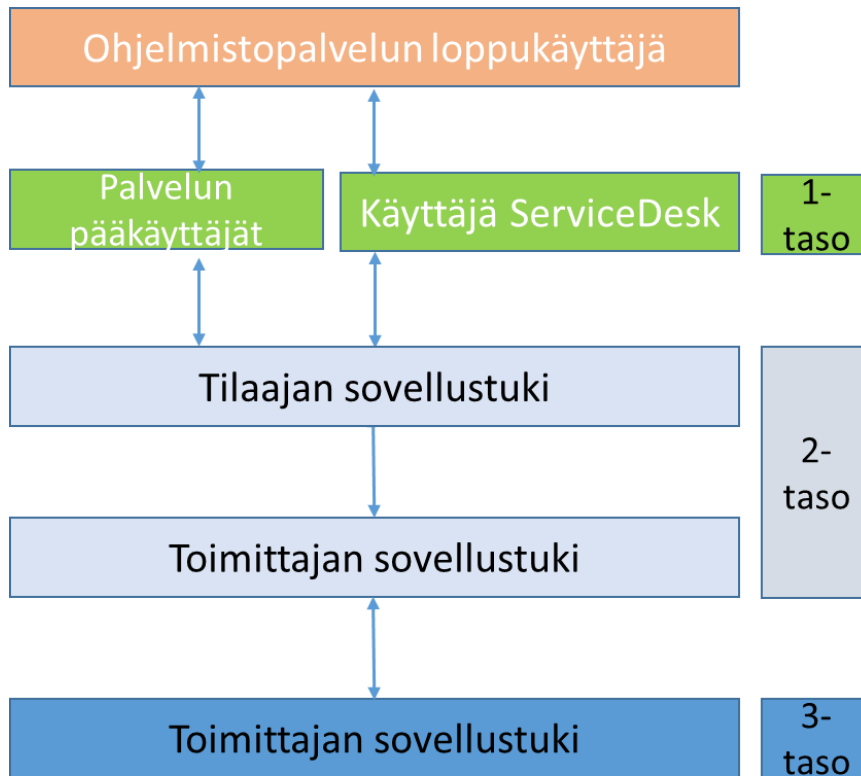 Ohjelmistopalvelun loppukäyttäjä
Palvelun
pääkäyttäjät
Käyttäjä ServiceDesk
1-
taso
Tilaajan sovellustuki
2-
taso
Toimittajan sovellustuki
Toimittajan sovellustuki
3-
taso